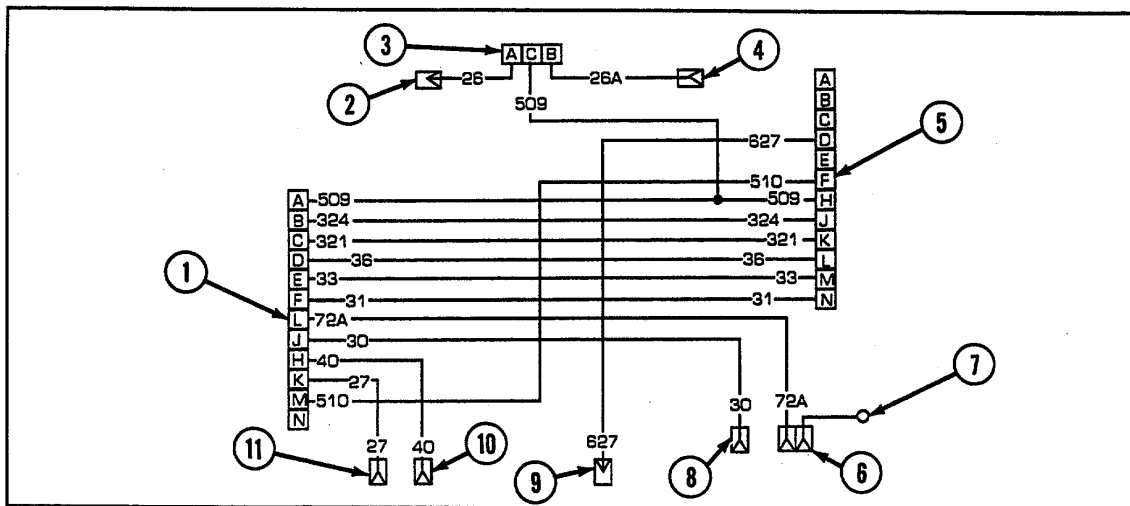 3
A C B
4
2
26
26A
509
A
B
C
627 D
5
E
510 F
A 509 509 H
B 324 324 J
C 321 321 K
1
D 36 36 L
E 33 33 M
F 31 31 N
L 72A
J 30
H 40
K 27
7
M 510
30 72A
N
27 40 627
11 10 9 8 6